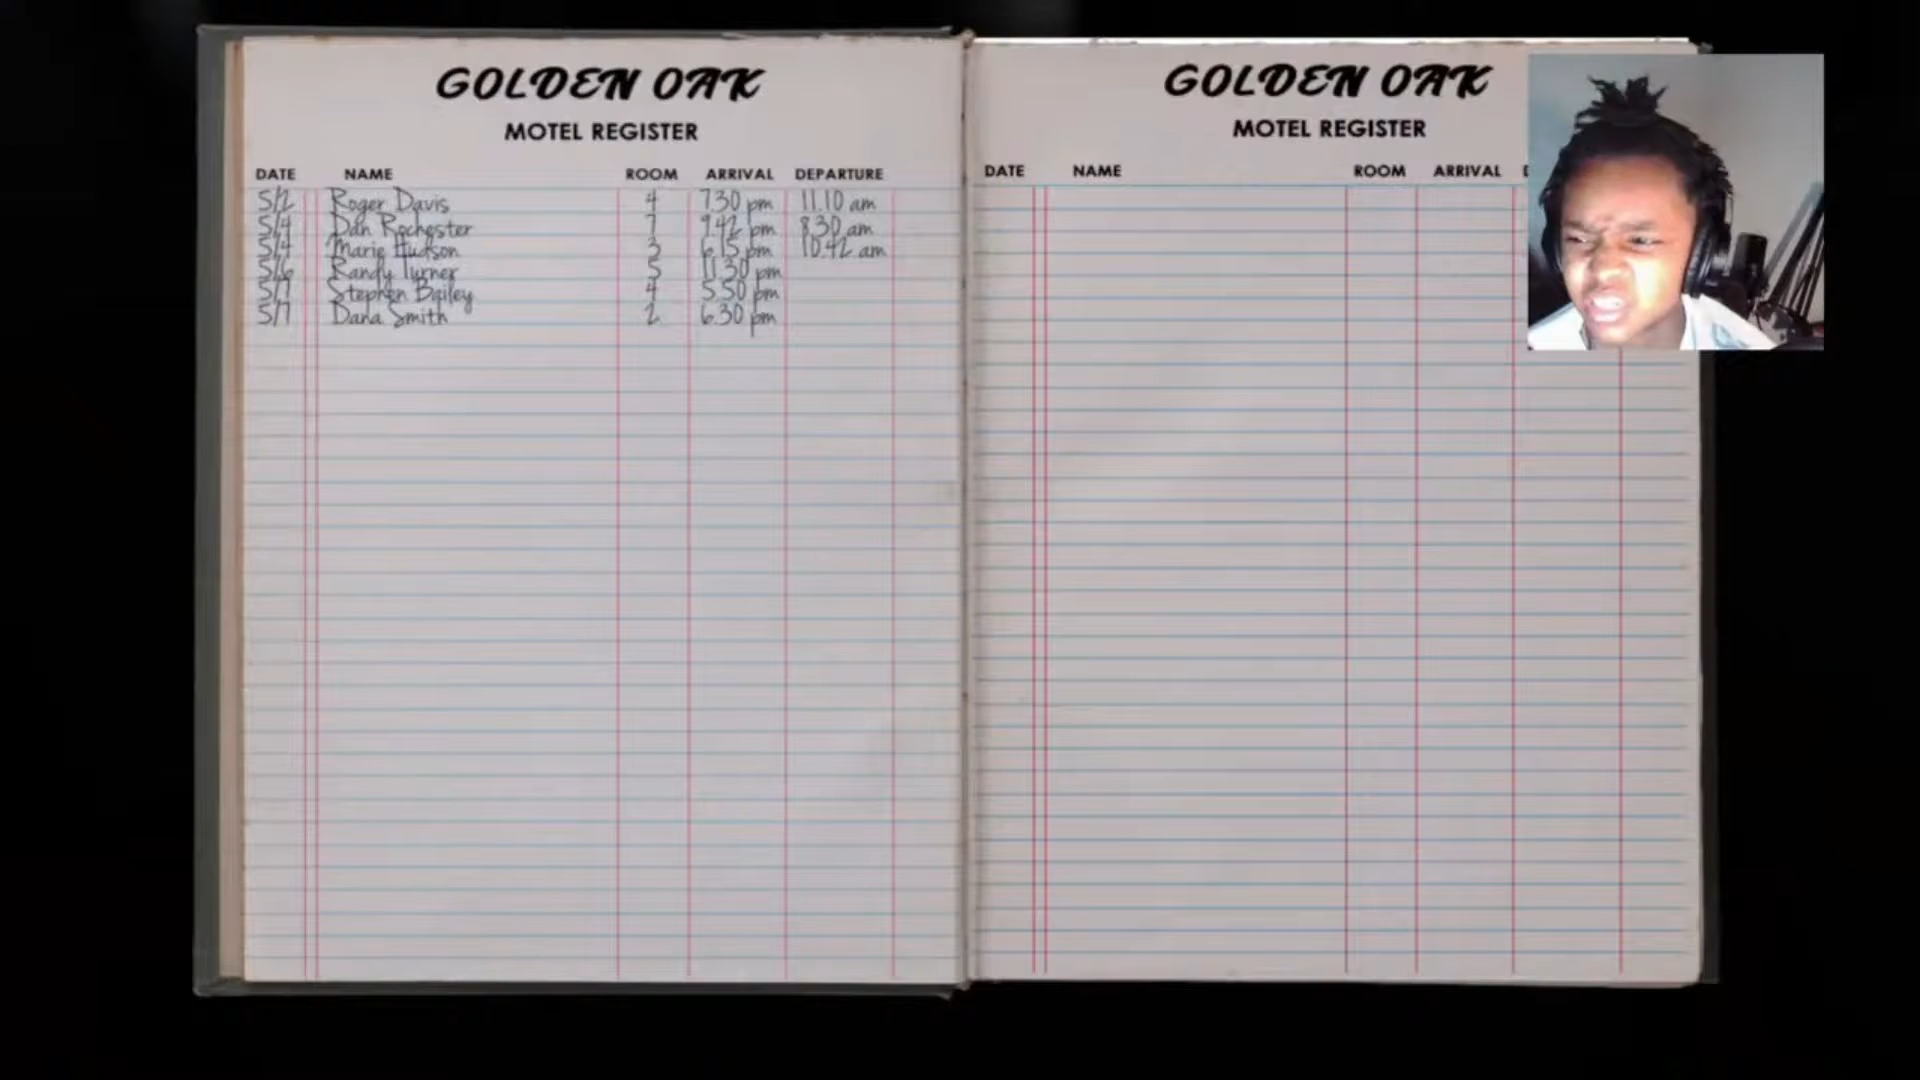 GOLDEN OAK
MOTEL REGISTER
DATE NAME ROOM ARRIVAL DEPARTURE
5/2 Roger Davis 4 7.30 pm 11.10 am
5/4 Dan Rochester 7 9.42 pm 8.30 am
5/4 Marie Hudson 3 6.15 pm 10.42 am
5/6 Randy Turner 5 11.30 pm
5/7 Stephen Bailey 4 5.50 pm
5/7 Dana Smith 2 6.30 pm
GOLDEN OAK
MOTEL REGISTER
DATE NAME ROOM ARRIVAL